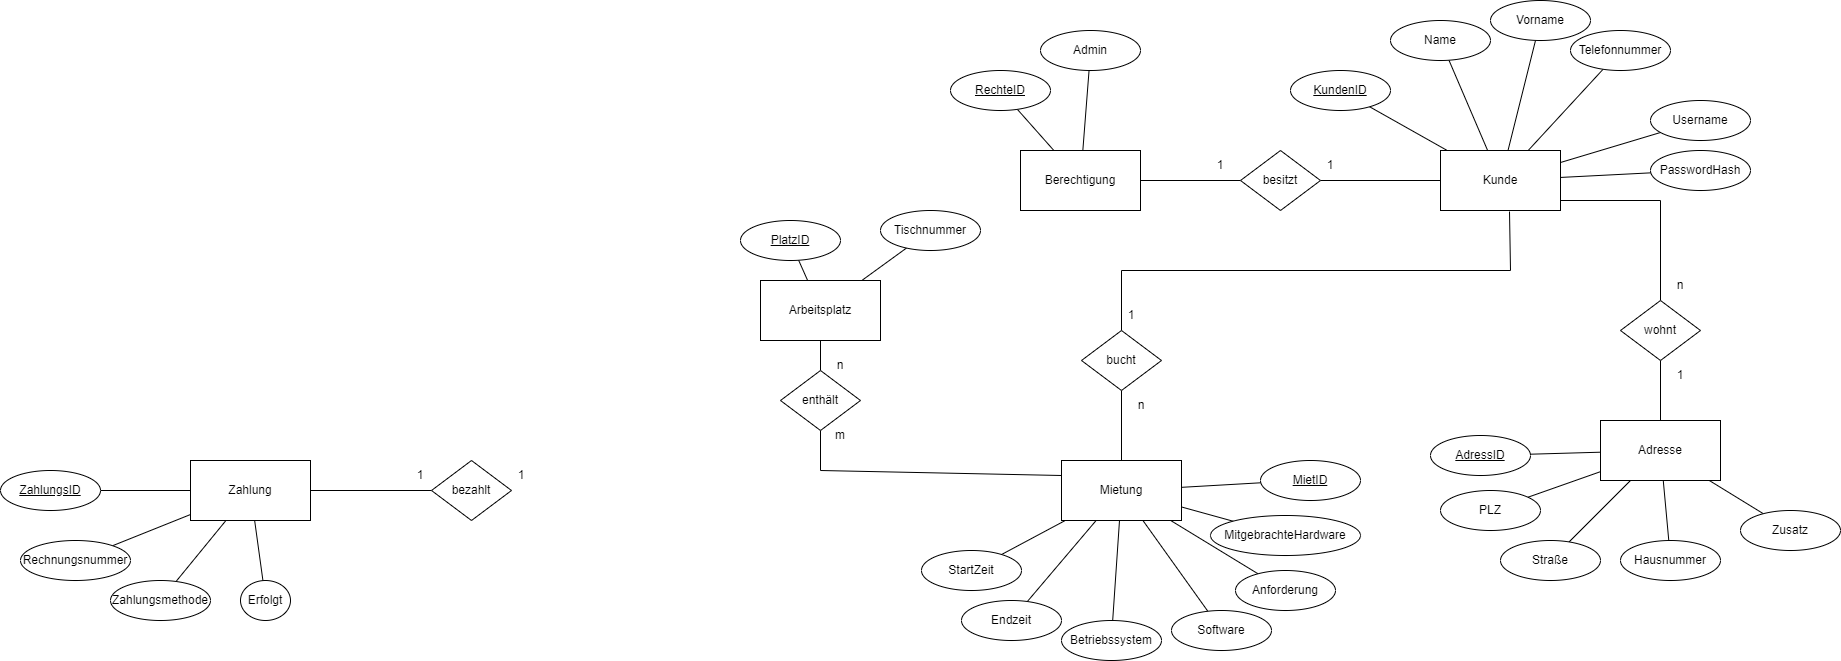 Vorname
Name
Telefonnummer
Admin
RechteID
KundenID
Username
PasswordHash
Berechtigung
1
besitzt
1
Kunde
PlatzID
Tischnummer
Arbeitsplatz
n
enthält
m
1
bucht
n
n
wohnt
1
Zahlung
ZahlungsID
Rechnungsnummer
Zahlungsmethode
Erfolgt
1
bezahlt
1
Mietung
MietID
MitgebrachteHardware
Anforderung
StartZeit
Endzeit
Betriebssystem
Software
Adresse
AdressID
PLZ
Straße
Hausnummer
Zusatz